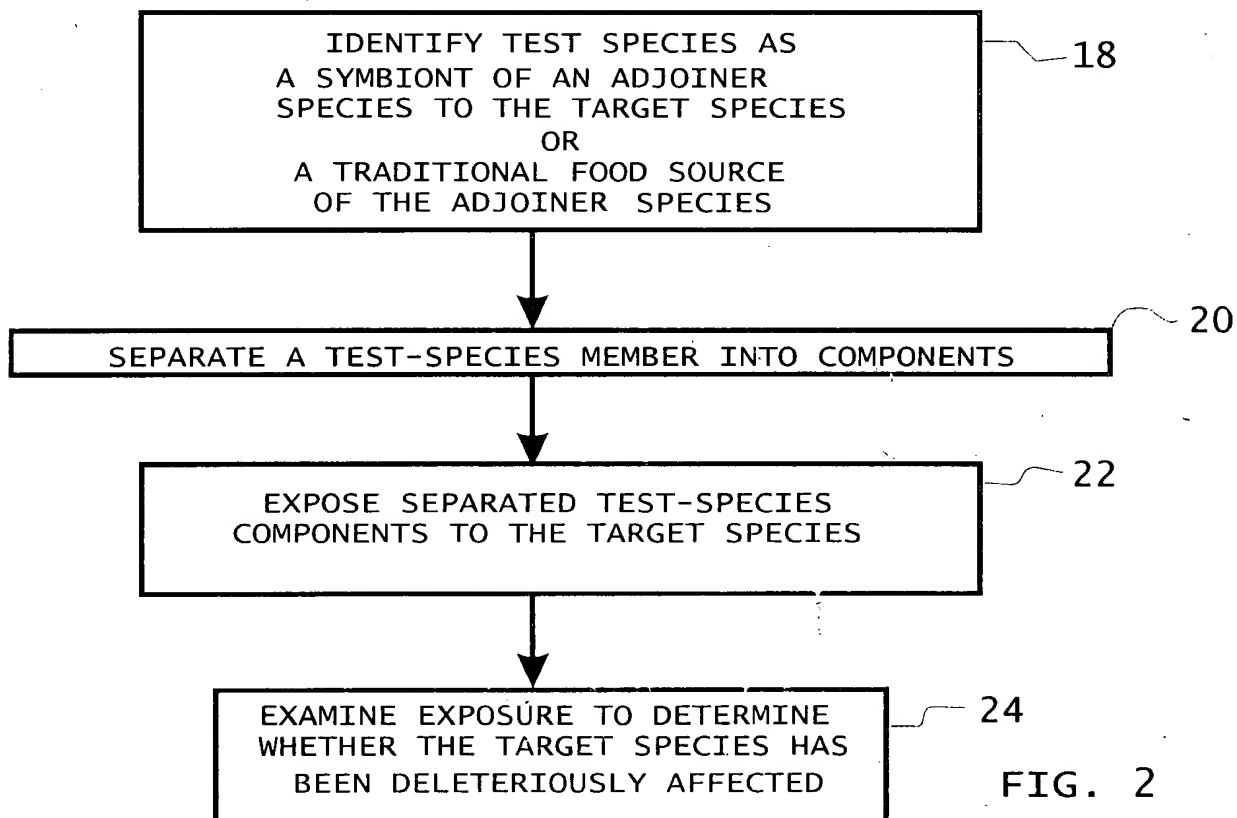 IDENTIFY TEST SPECIES AS
A SYMBIONT OF AN ADJOINER
SPECIES TO THE TARGET SPECIES
OR
A TRADITIONAL FOOD SOURCE
OF THE ADJOINER SPECIES
18
SEPARATE A TEST-SPECIES MEMBER INTO COMPONENTS
20
EXPOSE SEPARATED TEST-SPECIES
COMPONENTS TO THE TARGET SPECIES
22
EXAMINE EXPOSURE TO DETERMINE
WHETHER THE TARGET SPECIES HAS
BEEN DELETERIOUSLY AFFECTED
24
FIG. 2